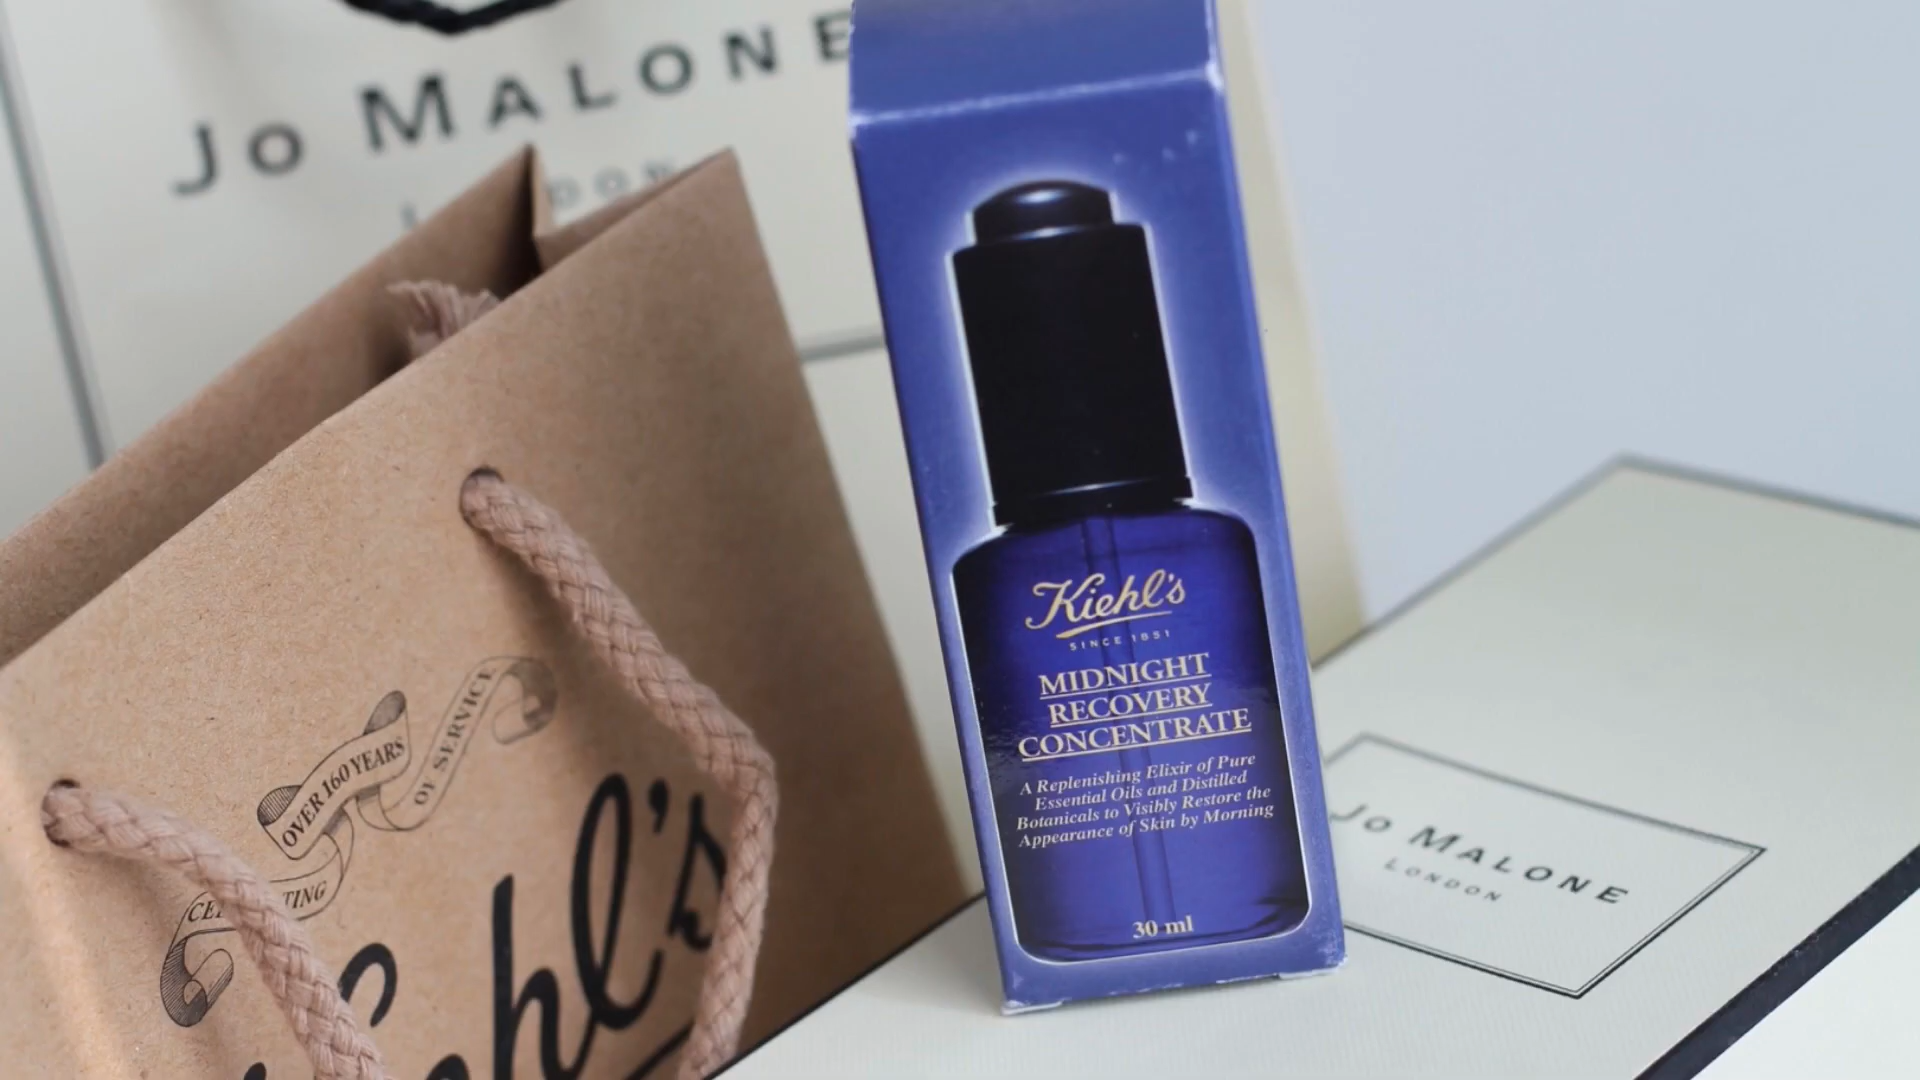 Jo MALONE
OVER 160 YEARS
OF SERVICE
Kiehl's
Kiehl's
SINCE 1851
MIDNIGHT
RECOVERY
CONCENTRATE
A Replenishing Elixir of Pure
Essential Oils and Distilled
Botanicals to Visibly Restore the
Appearance of Skin by Morning
30 ml
Jo MALONE
LONDON